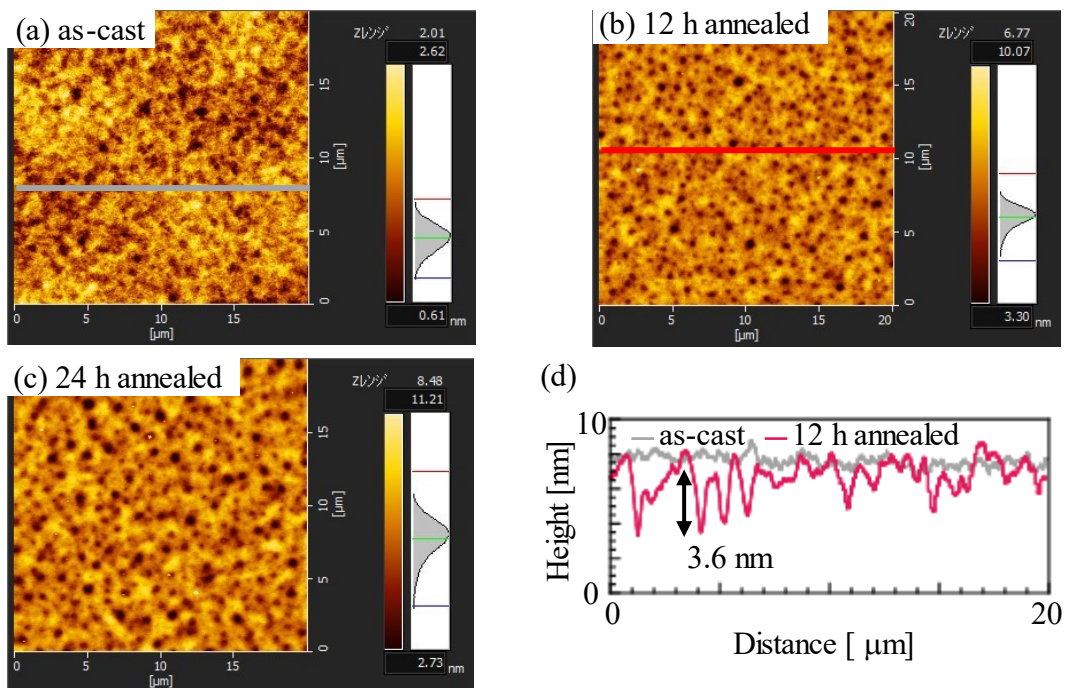 (a) as-cast
Zレンジ 2.01
2.62
15
10
[μm]
5
0
0 5 10 15
[μm]
0.61 nm
(b) 12 h annealed
Zレンジ 6.77
10.07
20
15
10
[μm]
5
0
0 5 10 15 20
[μm]
3.30 nm
(c) 24 h annealed
Zレンジ 8.48
11.21
15
10
[μm]
5
0
0 5 10 15
[μm]
2.73 nm
(d)
10
as-cast 12 h annealed
Height [nm]
3.6 nm
0
0 20
Distance [ μm]